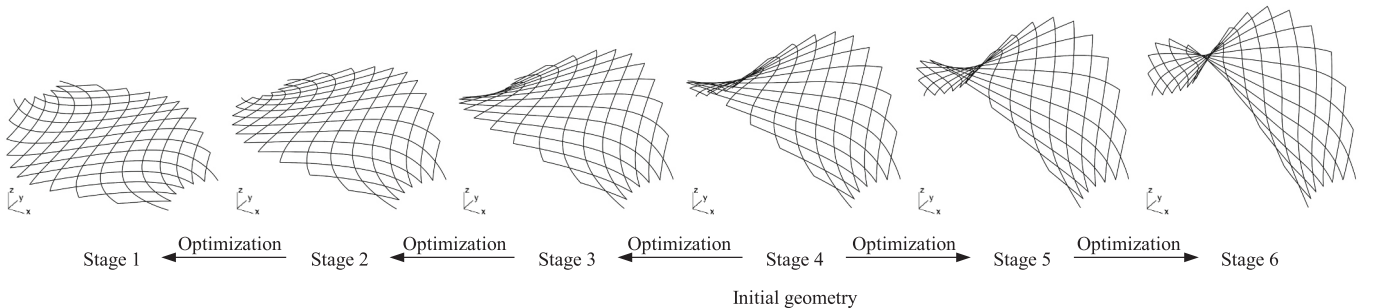 z
y
x
z
y
x
z
y
x
z
y
x
z
y
x
z
y
x
Optimization Optimization Optimization Optimization Optimization
Stage 1 Stage 2 Stage 3 Stage 4 Stage 5 Stage 6
Initial geometry